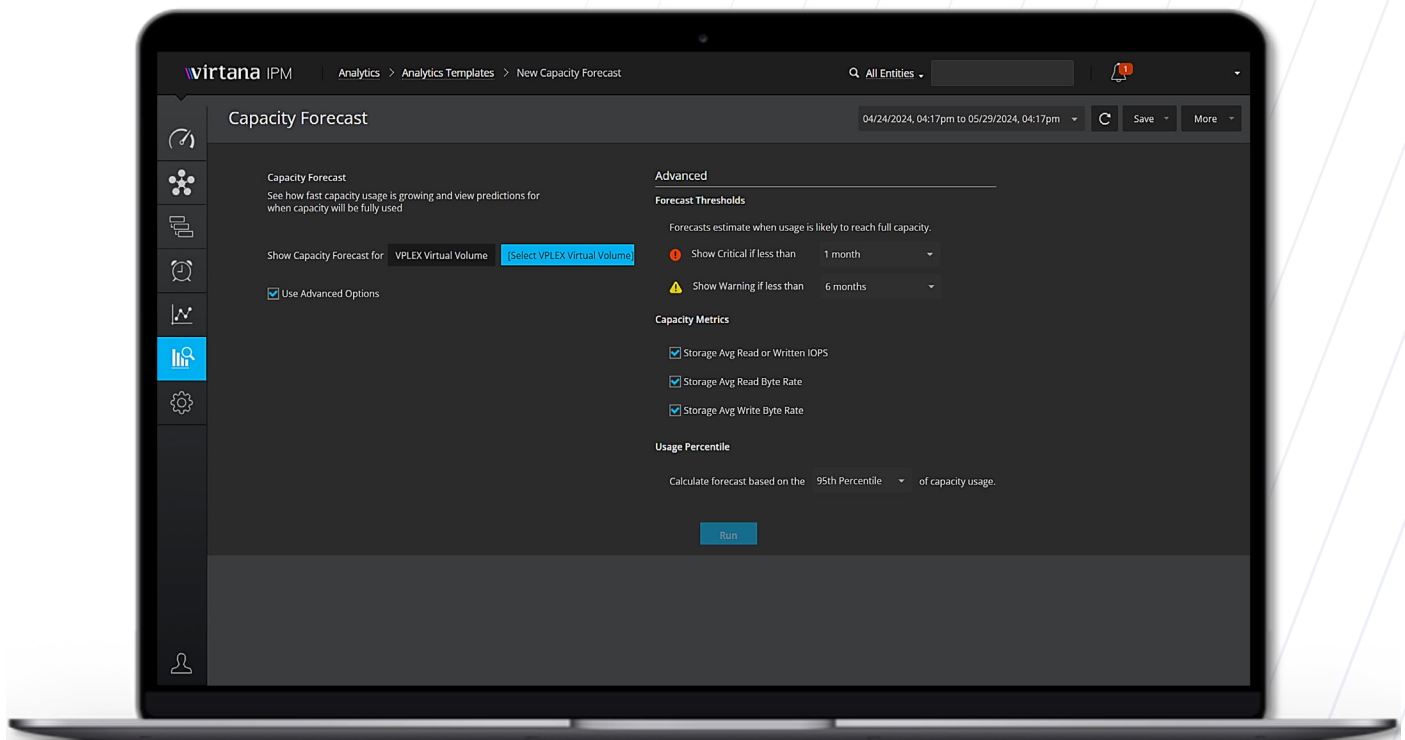 virtana IPM
Analytics > Analytics Templates > New Capacity Forecast
All Entities
1
Capacity Forecast
04/24/2024, 04:17pm to 05/29/2024, 04:17pm
Save
More
Capacity Forecast
See how fast capacity usage is growing and view predictions for
when capacity will be fully used
Show Capacity Forecast for VPLEX Virtual Volume [Select VPLEX Virtual Volume]
Use Advanced Options
Advanced
Forecast Thresholds
Forecasts estimate when usage is likely to reach full capacity.
Show Critical if less than 1 month
Show Warning if less than 6 months
Capacity Metrics
Storage Avg Read or Written IOPS
Storage Avg Read Byte Rate
Storage Avg Write Byte Rate
Usage Percentile
Calculate forecast based on the 95th Percentile of capacity usage.
Run